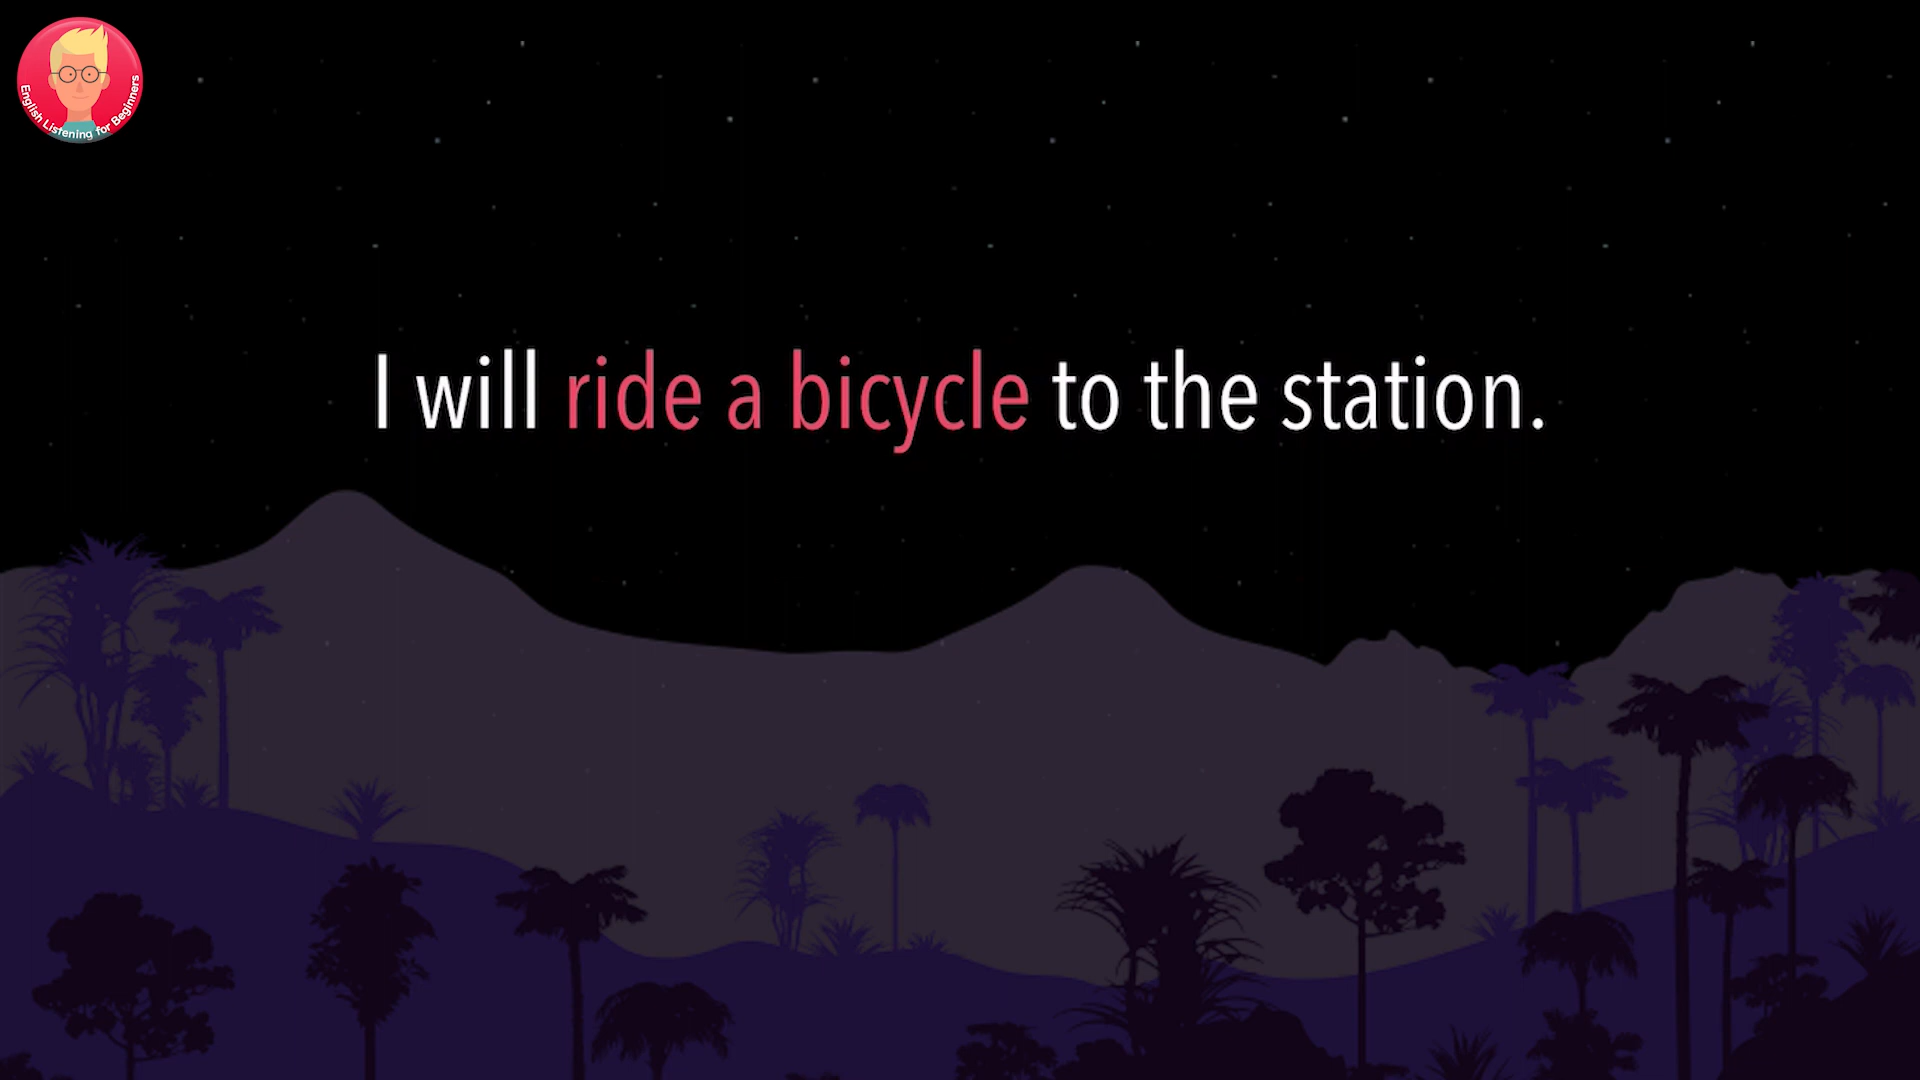 English Listening for Beginners
I will ride a bicycle to the station.